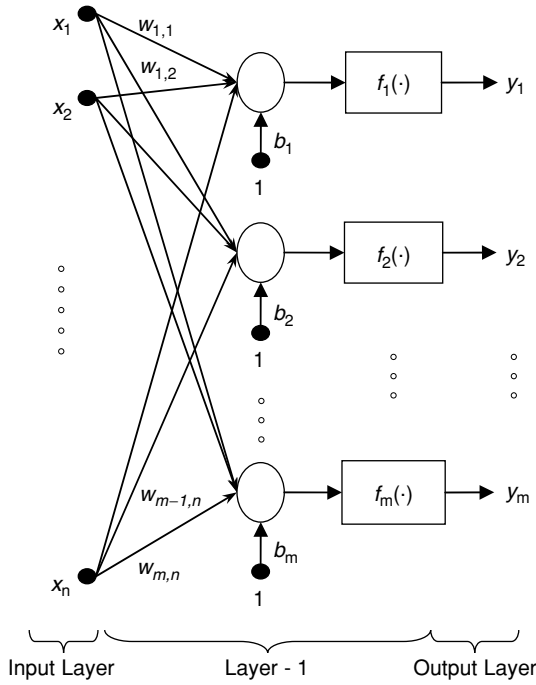 x₁ w₁,₁ f₁(·) y₁
w₁,₂
x₂
b₁
1
f₂(·) y₂
b₂
1
wₘ₋₁,ₙ fₘ(·) yₘ
xₙ wₘ,ₙ bₘ
1
Input Layer Layer - 1 Output Layer